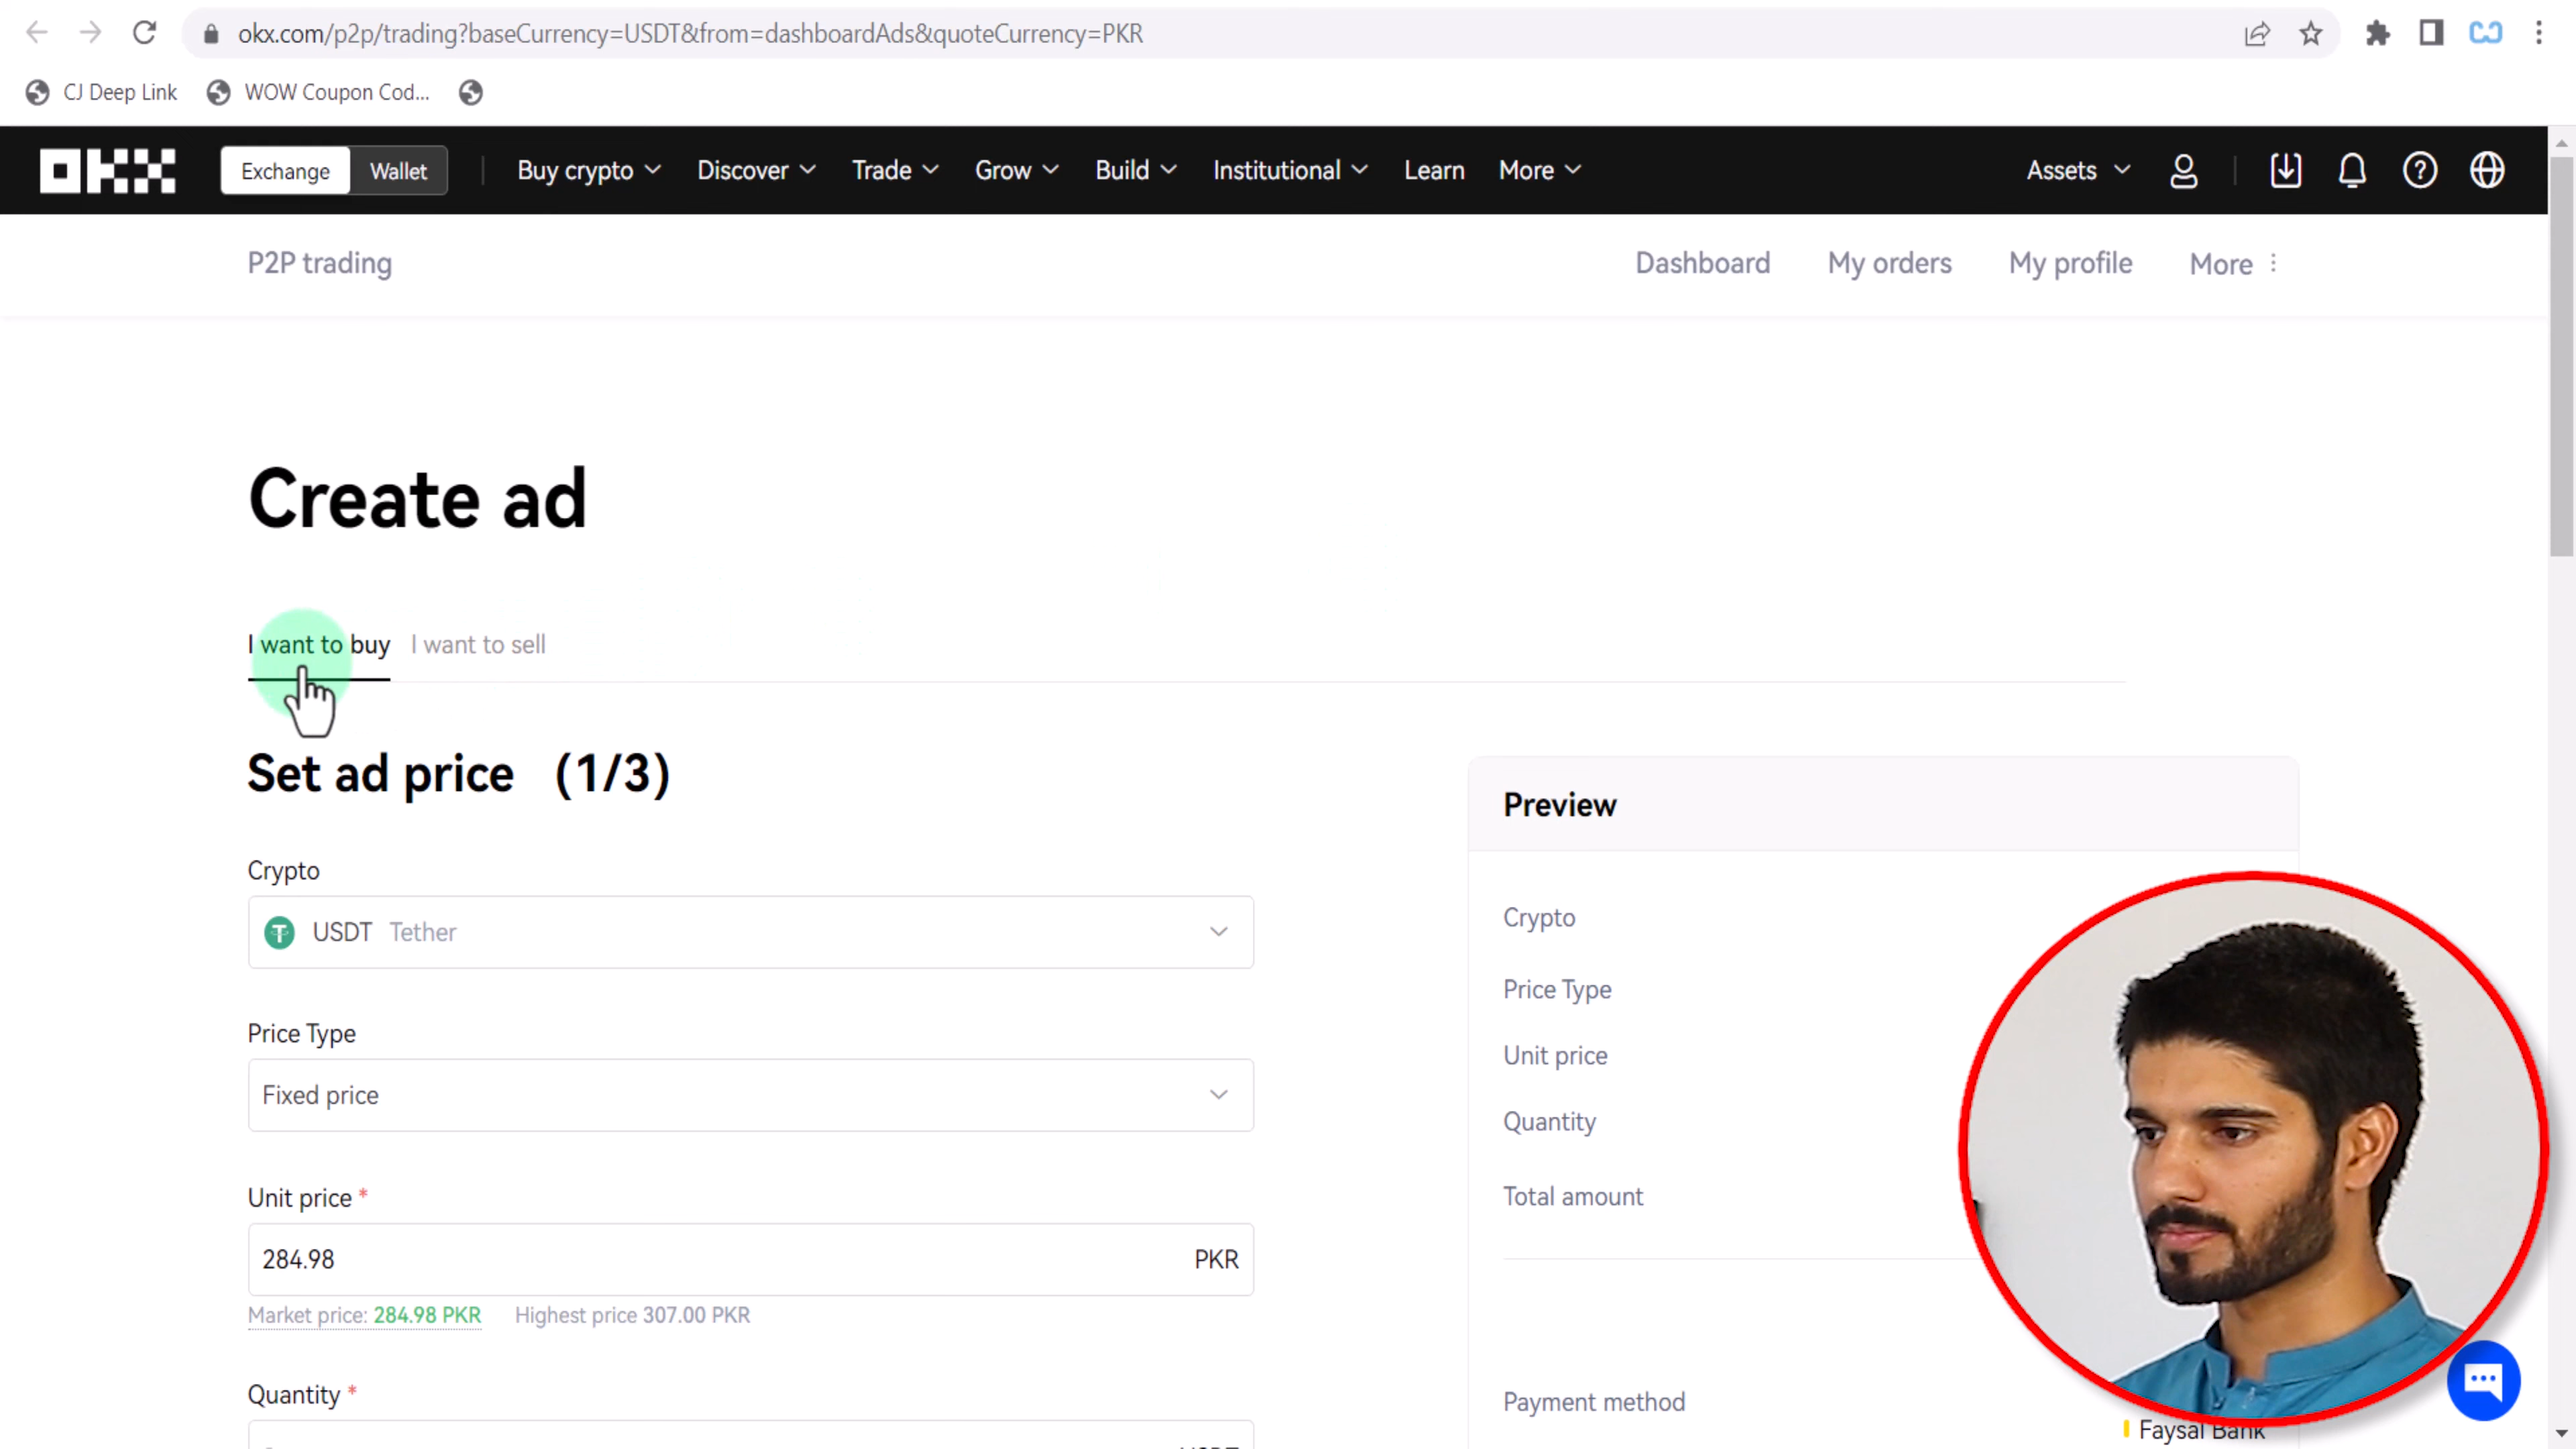 okx.com/p2p/trading?baseCurrency=USDT&from=dashboardAds&quoteCurrency=PKR
CJ Deep Link WOW Coupon Cod...
OKX Exchange Wallet Buy crypto Discover Trade Grow Build Institutional Learn More Assets
P2P trading Dashboard My orders My profile More
Create ad
I want to buy I want to sell
Set ad price (1/3)
Preview
Crypto
USDT Tether
Crypto
Price Type
Price Type
Fixed price
Unit price
Quantity
Unit price *
Total amount
284.98 PKR
Market price: 284.98 PKR Highest price 307.00 PKR
Quantity *
Payment method
Faysal Bank
USDT